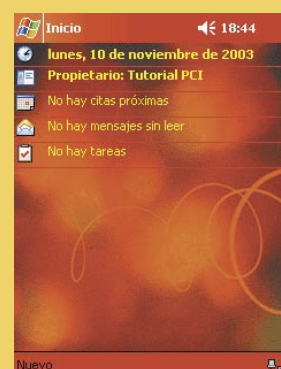 Inicio 18:44
lunes, 10 de noviembre de 2003
Propietario: Tutorial PCI
No hay citas próximas
No hay mensajes sin leer
No hay tareas
Nuevo